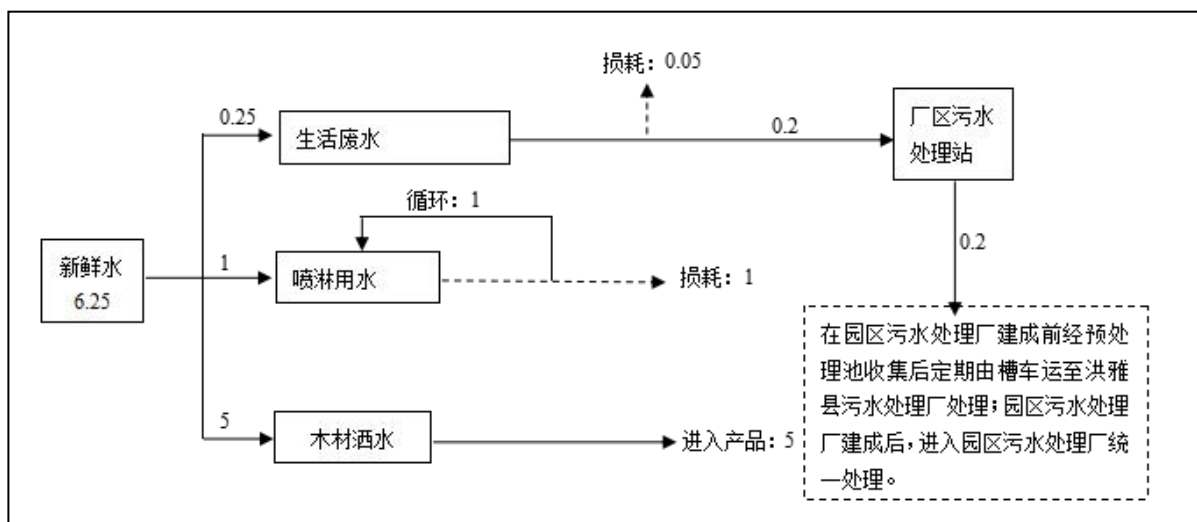 损耗：0.05
0.25
生活废水
0.2
厂区污水
处理站
循环：1
0.2
新鲜水
6.25
1
喷淋用水
损耗：1
在园区污水处理厂建成前经预处
理池收集后定期由槽车运至洪雅
县污水处理厂处理；园区污水处理
厂建成后，进入园区污水处理厂统
一处理。
5
木材洒水
进入产品：5